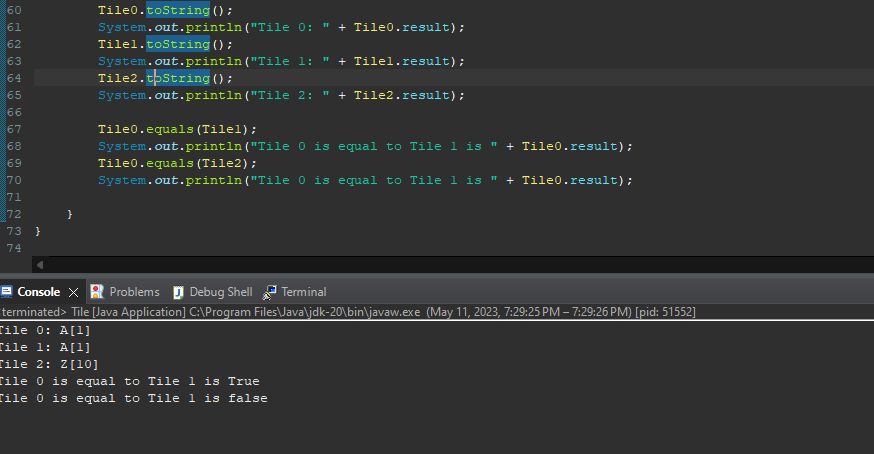 60 Tile0.toString();
61 System.out.println("Tile 0: " + Tile0.result);
62 Tile1.toString();
63 System.out.println("Tile 1: " + Tile1.result);
64 Tile2.toString();
65 System.out.println("Tile 2: " + Tile2.result);
66
67 Tile0.equals(Tile1);
68 System.out.println("Tile 0 is equal to Tile 1 is " + Tile0.result);
69 Tile0.equals(Tile2);
70 System.out.println("Tile 0 is equal to Tile 1 is " + Tile0.result);
71
72 }
73 }
74
Console Problems Debug Shell Terminal
terminated> Tile [Java Application] C:\Program Files\Java\jdk-20\bin\javaw.exe (May 11, 2023, 7:29:25 PM – 7:29:26 PM) [pid: 51552]
Tile 0: A[1]
Tile 1: A[1]
Tile 2: Z[10]
Tile 0 is equal to Tile 1 is True
Tile 0 is equal to Tile 1 is false